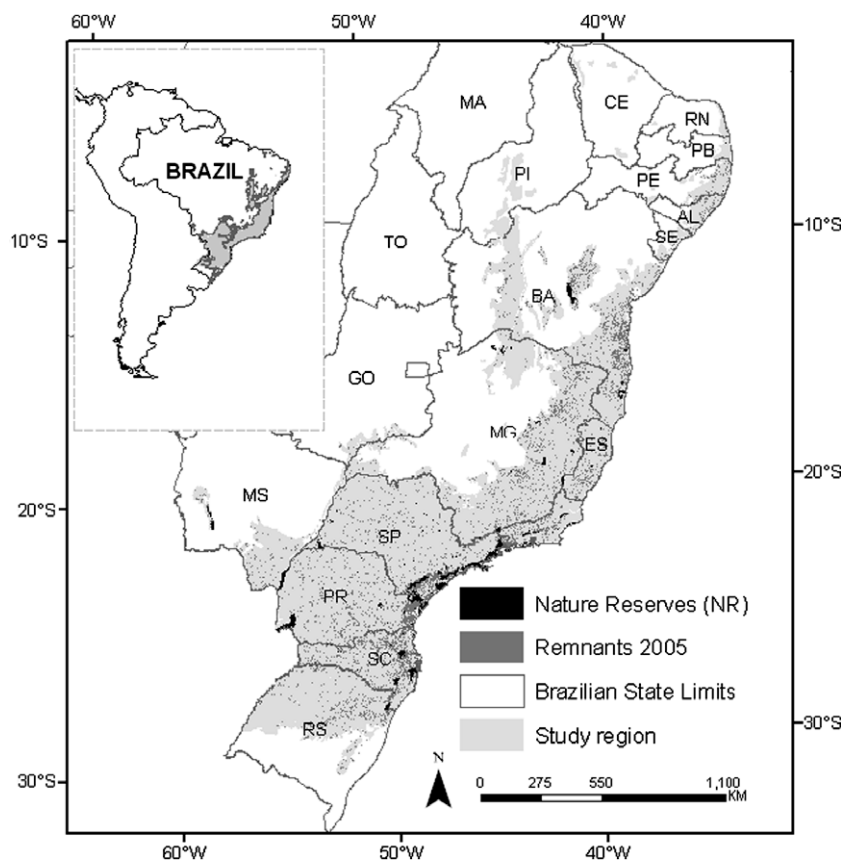 60°W 50°W 40°W
BRAZIL
MA
CE
RN
PB
PI
PE
AL
SE
10°S
10°S
TO
BA
GO
MG
ES
20°S
MS
20°S
SP
PR
SC
RS
Nature Reserves (NR)
Remnants 2005
Brazilian State Limits
Study region
30°S
N
0 275 550 1,100
KM
30°S
60°W 50°W 40°W